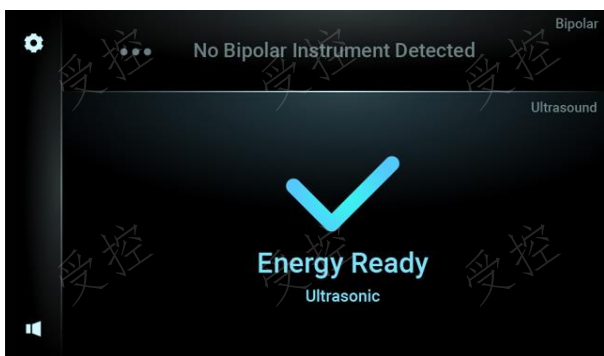 Bipolar
No Bipolar Instrument Detected
Ultrasound
Energy Ready
Ultrasonic
受控
受控
受控
受控
受控
受控